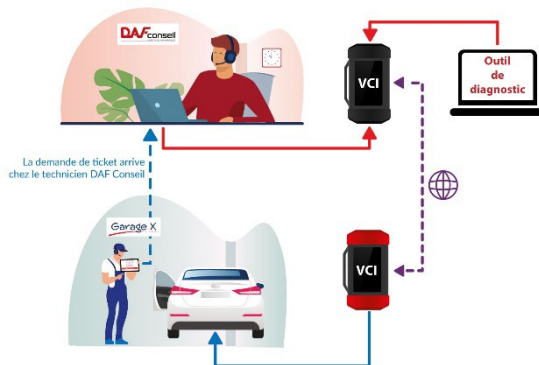 DAF conseil
VCI
Outil
de
diagnostic
La demande de ticket arrive
chez le technicien DAF Conseil
Garage X
VCI